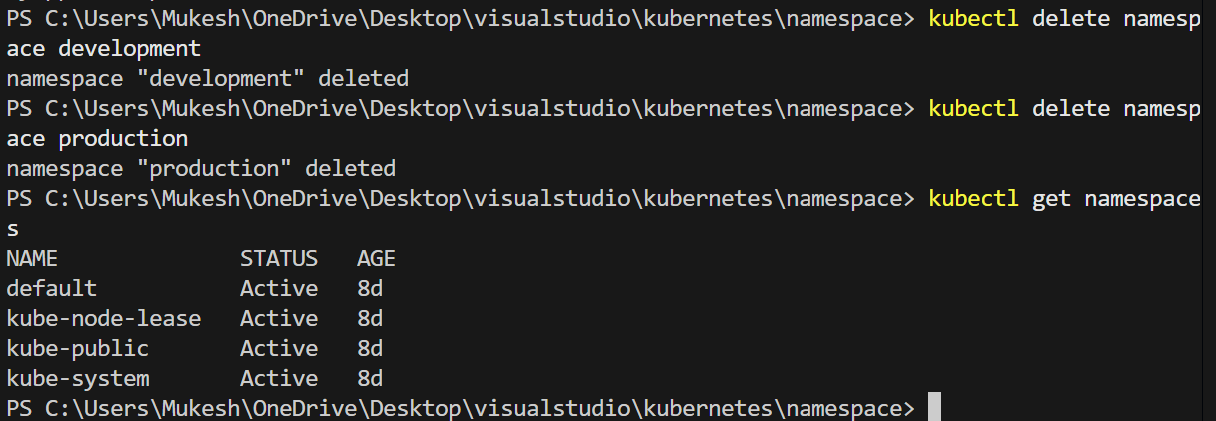 PS C:\Users\Mukesh\OneDrive\Desktop\visualstudio\kubernetes\namespace> kubectl delete namesp
ace development
namespace "development" deleted
PS C:\Users\Mukesh\OneDrive\Desktop\visualstudio\kubernetes\namespace> kubectl delete namesp
ace production
namespace "production" deleted
PS C:\Users\Mukesh\OneDrive\Desktop\visualstudio\kubernetes\namespace> kubectl get namespace
s
NAME              STATUS   AGE
default           Active   8d
kube-node-lease   Active   8d
kube-public       Active   8d
kube-system       Active   8d
PS C:\Users\Mukesh\OneDrive\Desktop\visualstudio\kubernetes\namespace>